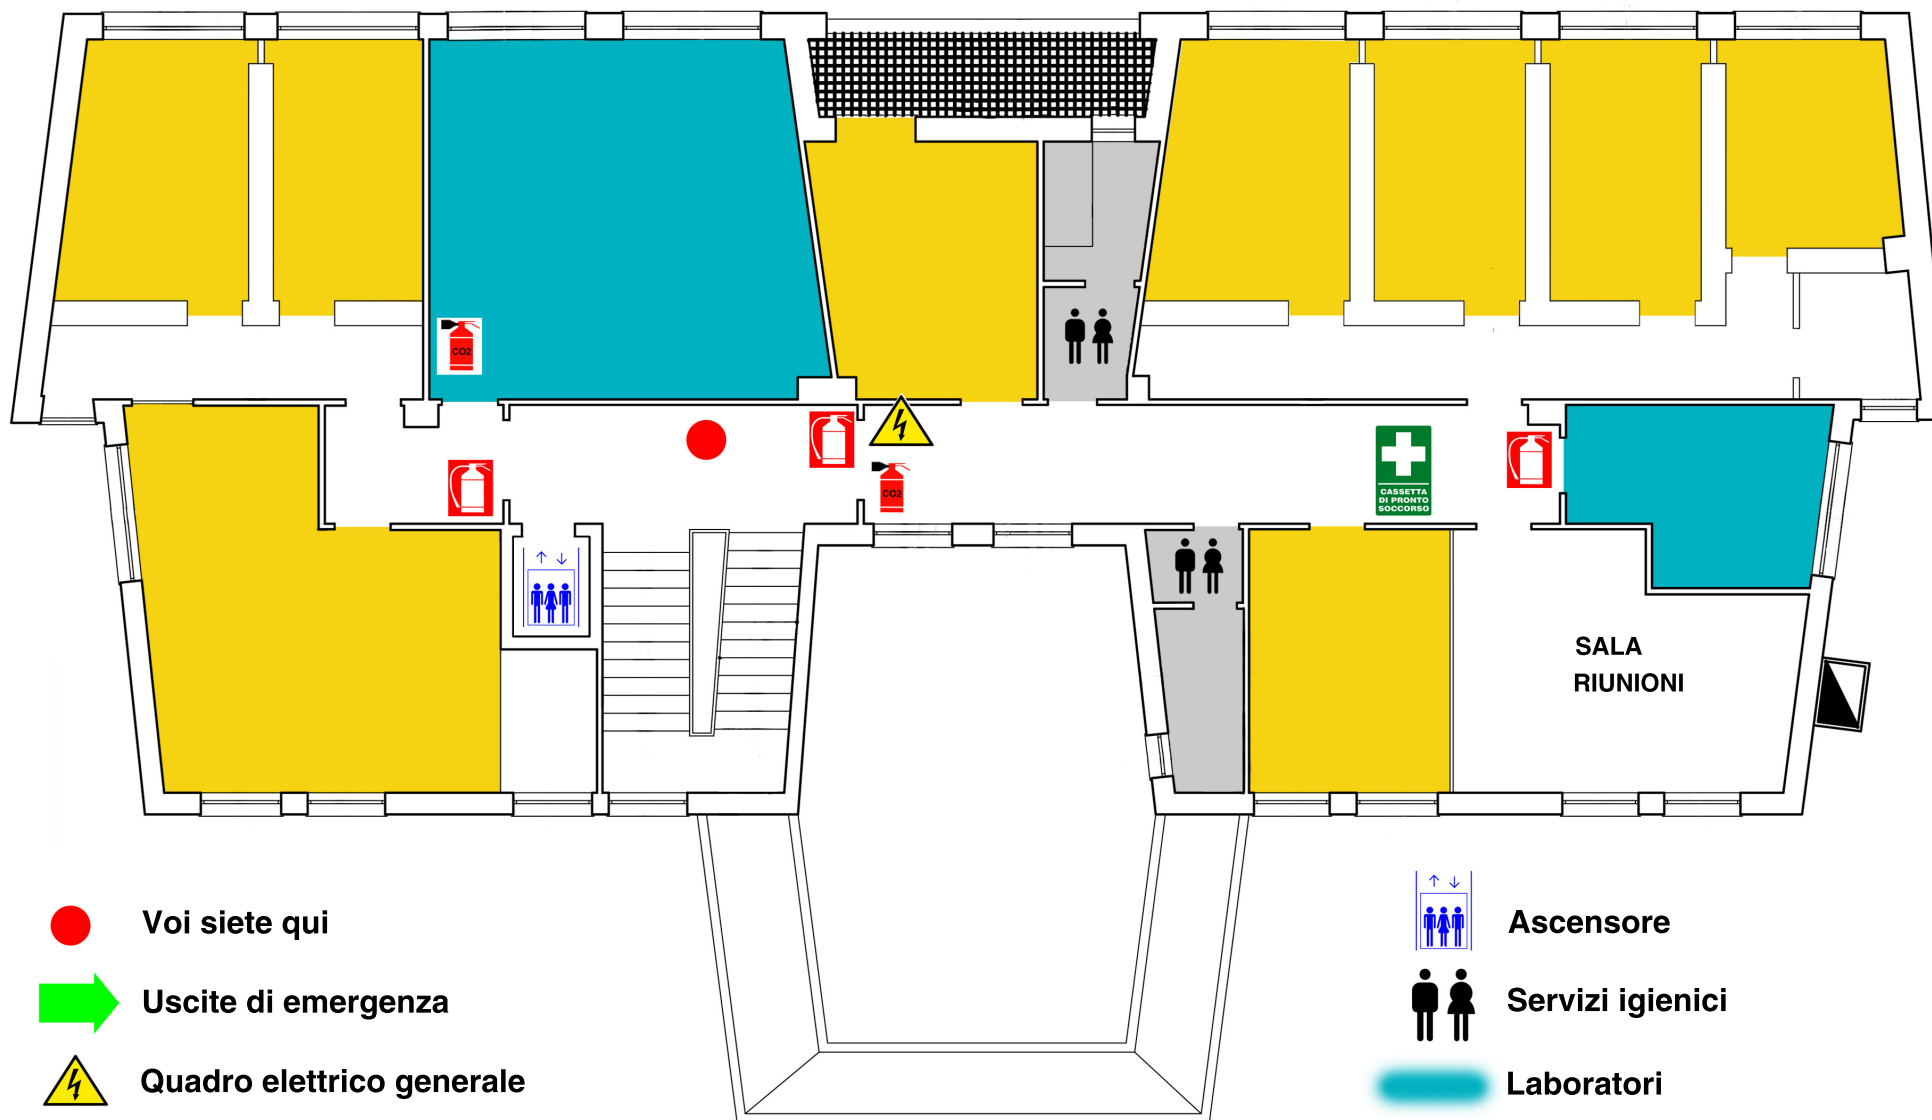 CO2
CO2
CASSETTA
DI PRONTO
SOCCORSO
SALA
RIUNIONI
Voi siete qui
Uscite di emergenza
Quadro elettrico generale
Ascensore
Servizi igienici
Laboratori